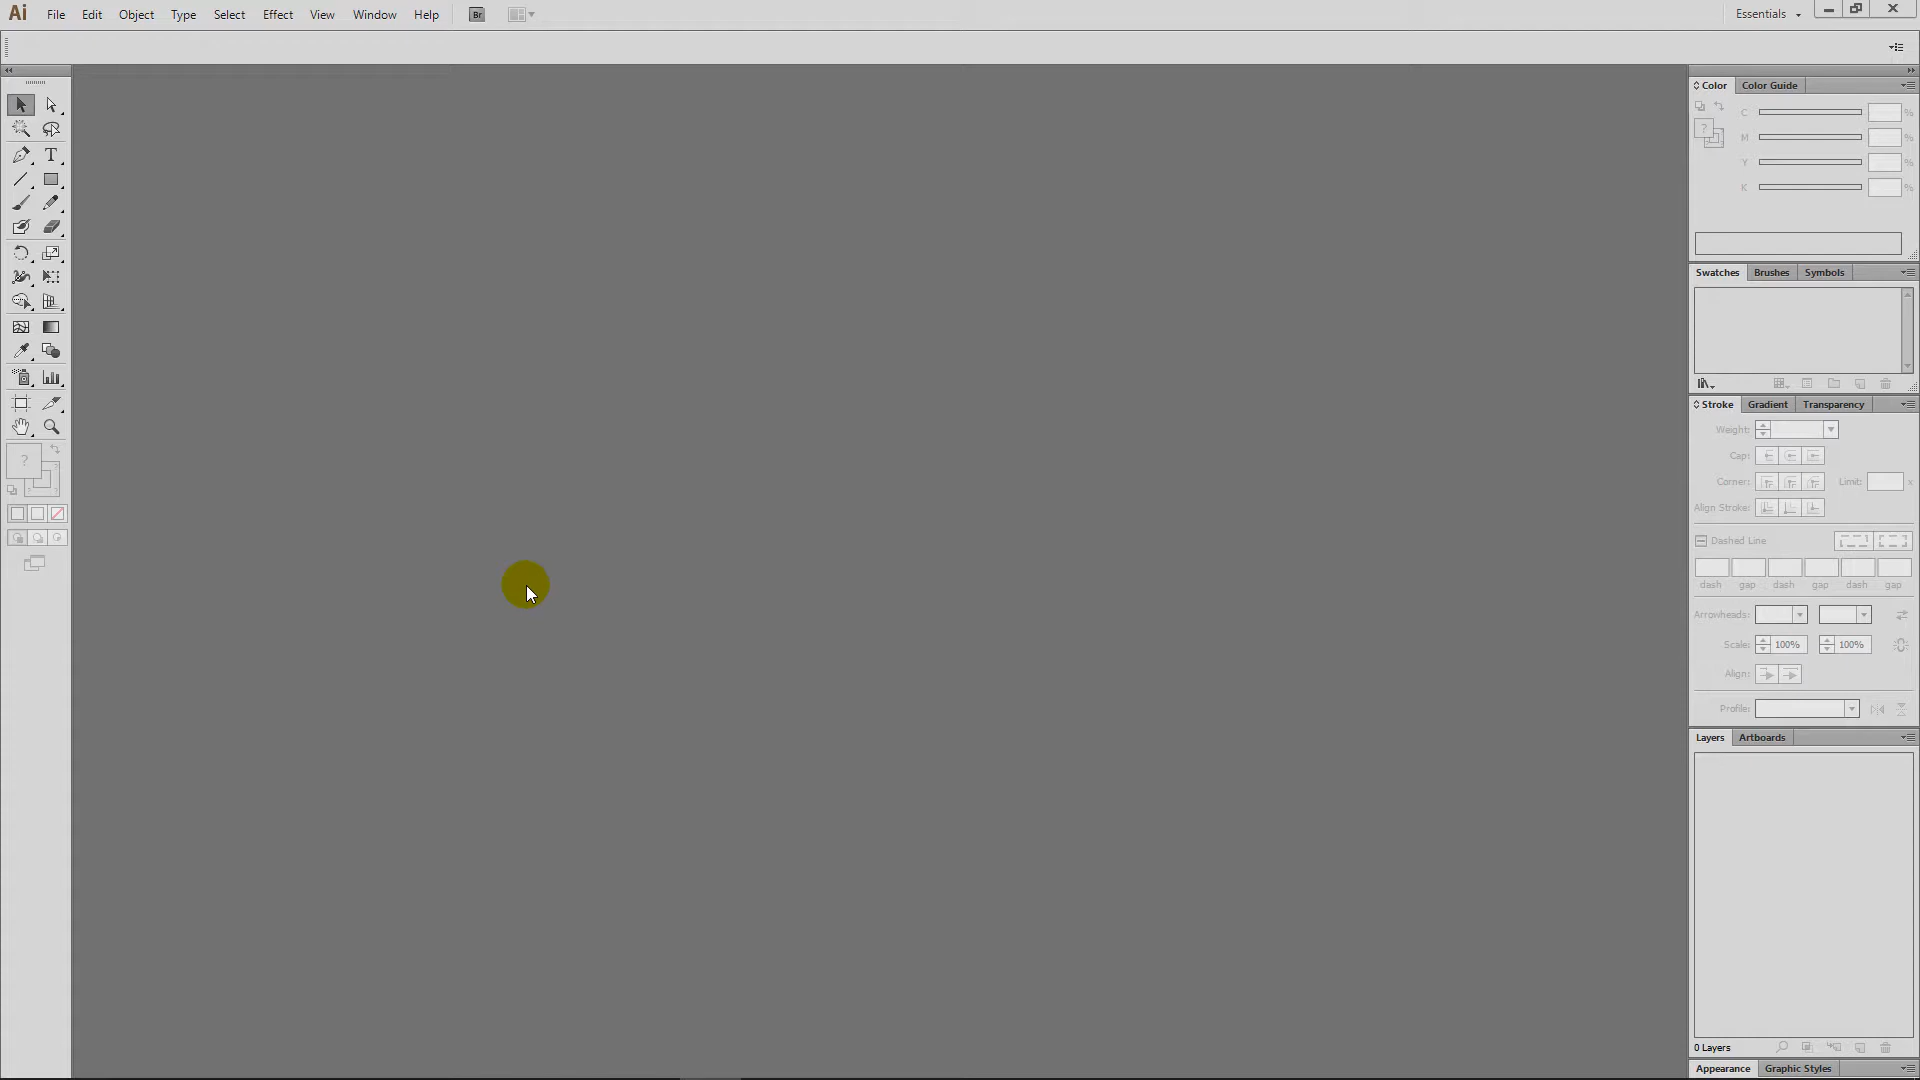 Ai File Edit Object Type Select Effect View Window Help Br Essentials
Color Color Guide
? C %
M %
Y %
K %
T
Swatches Brushes Symbols
Stroke Gradient Transparency
Weight:
Cap:
Corner: Limit: x
Align Stroke:
?
Dashed Line
dash gap dash gap dash gap
Arrowheads:
Scale: 100% 100%
Align:
Profile:
Layers Artboards
0 Layers
Appearance Graphic Styles